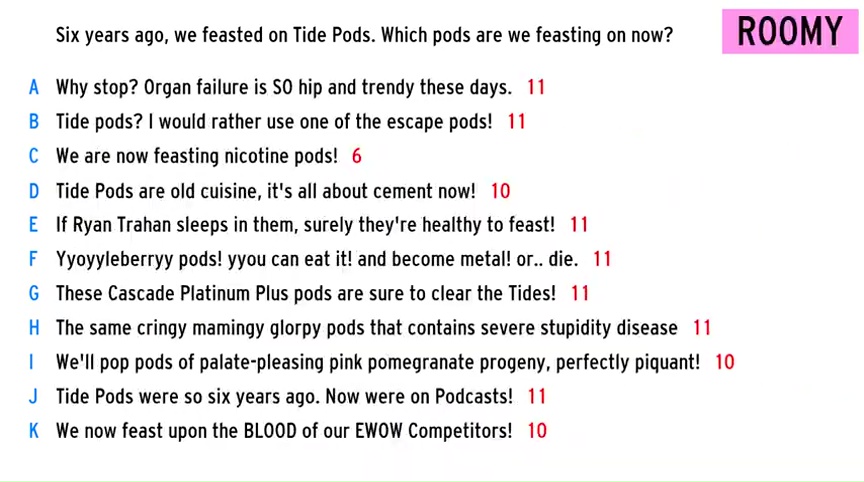 Six years ago, we feasted on Tide Pods. Which pods are we feasting on now?
ROOMY
A Why stop? Organ failure is SO hip and trendy these days. 11
B Tide pods? I would rather use one of the escape pods! 11
C We are now feasting nicotine pods! 6
D Tide Pods are old cuisine, it's all about cement now! 10
E If Ryan Trahan sleeps in them, surely they're healthy to feast! 11
F Yyoyyleberryy pods! yyou can eat it! and become metal! or.. die. 11
G These Cascade Platinum Plus pods are sure to clear the Tides! 11
H The same cringy mamingy glorpy pods that contains severe stupidity disease 11
I We'll pop pods of palate-pleasing pink pomegranate progeny, perfectly piquant! 10
J Tide Pods were so six years ago. Now were on Podcasts! 11
K We now feast upon the BLOOD of our EWOW Competitors! 10